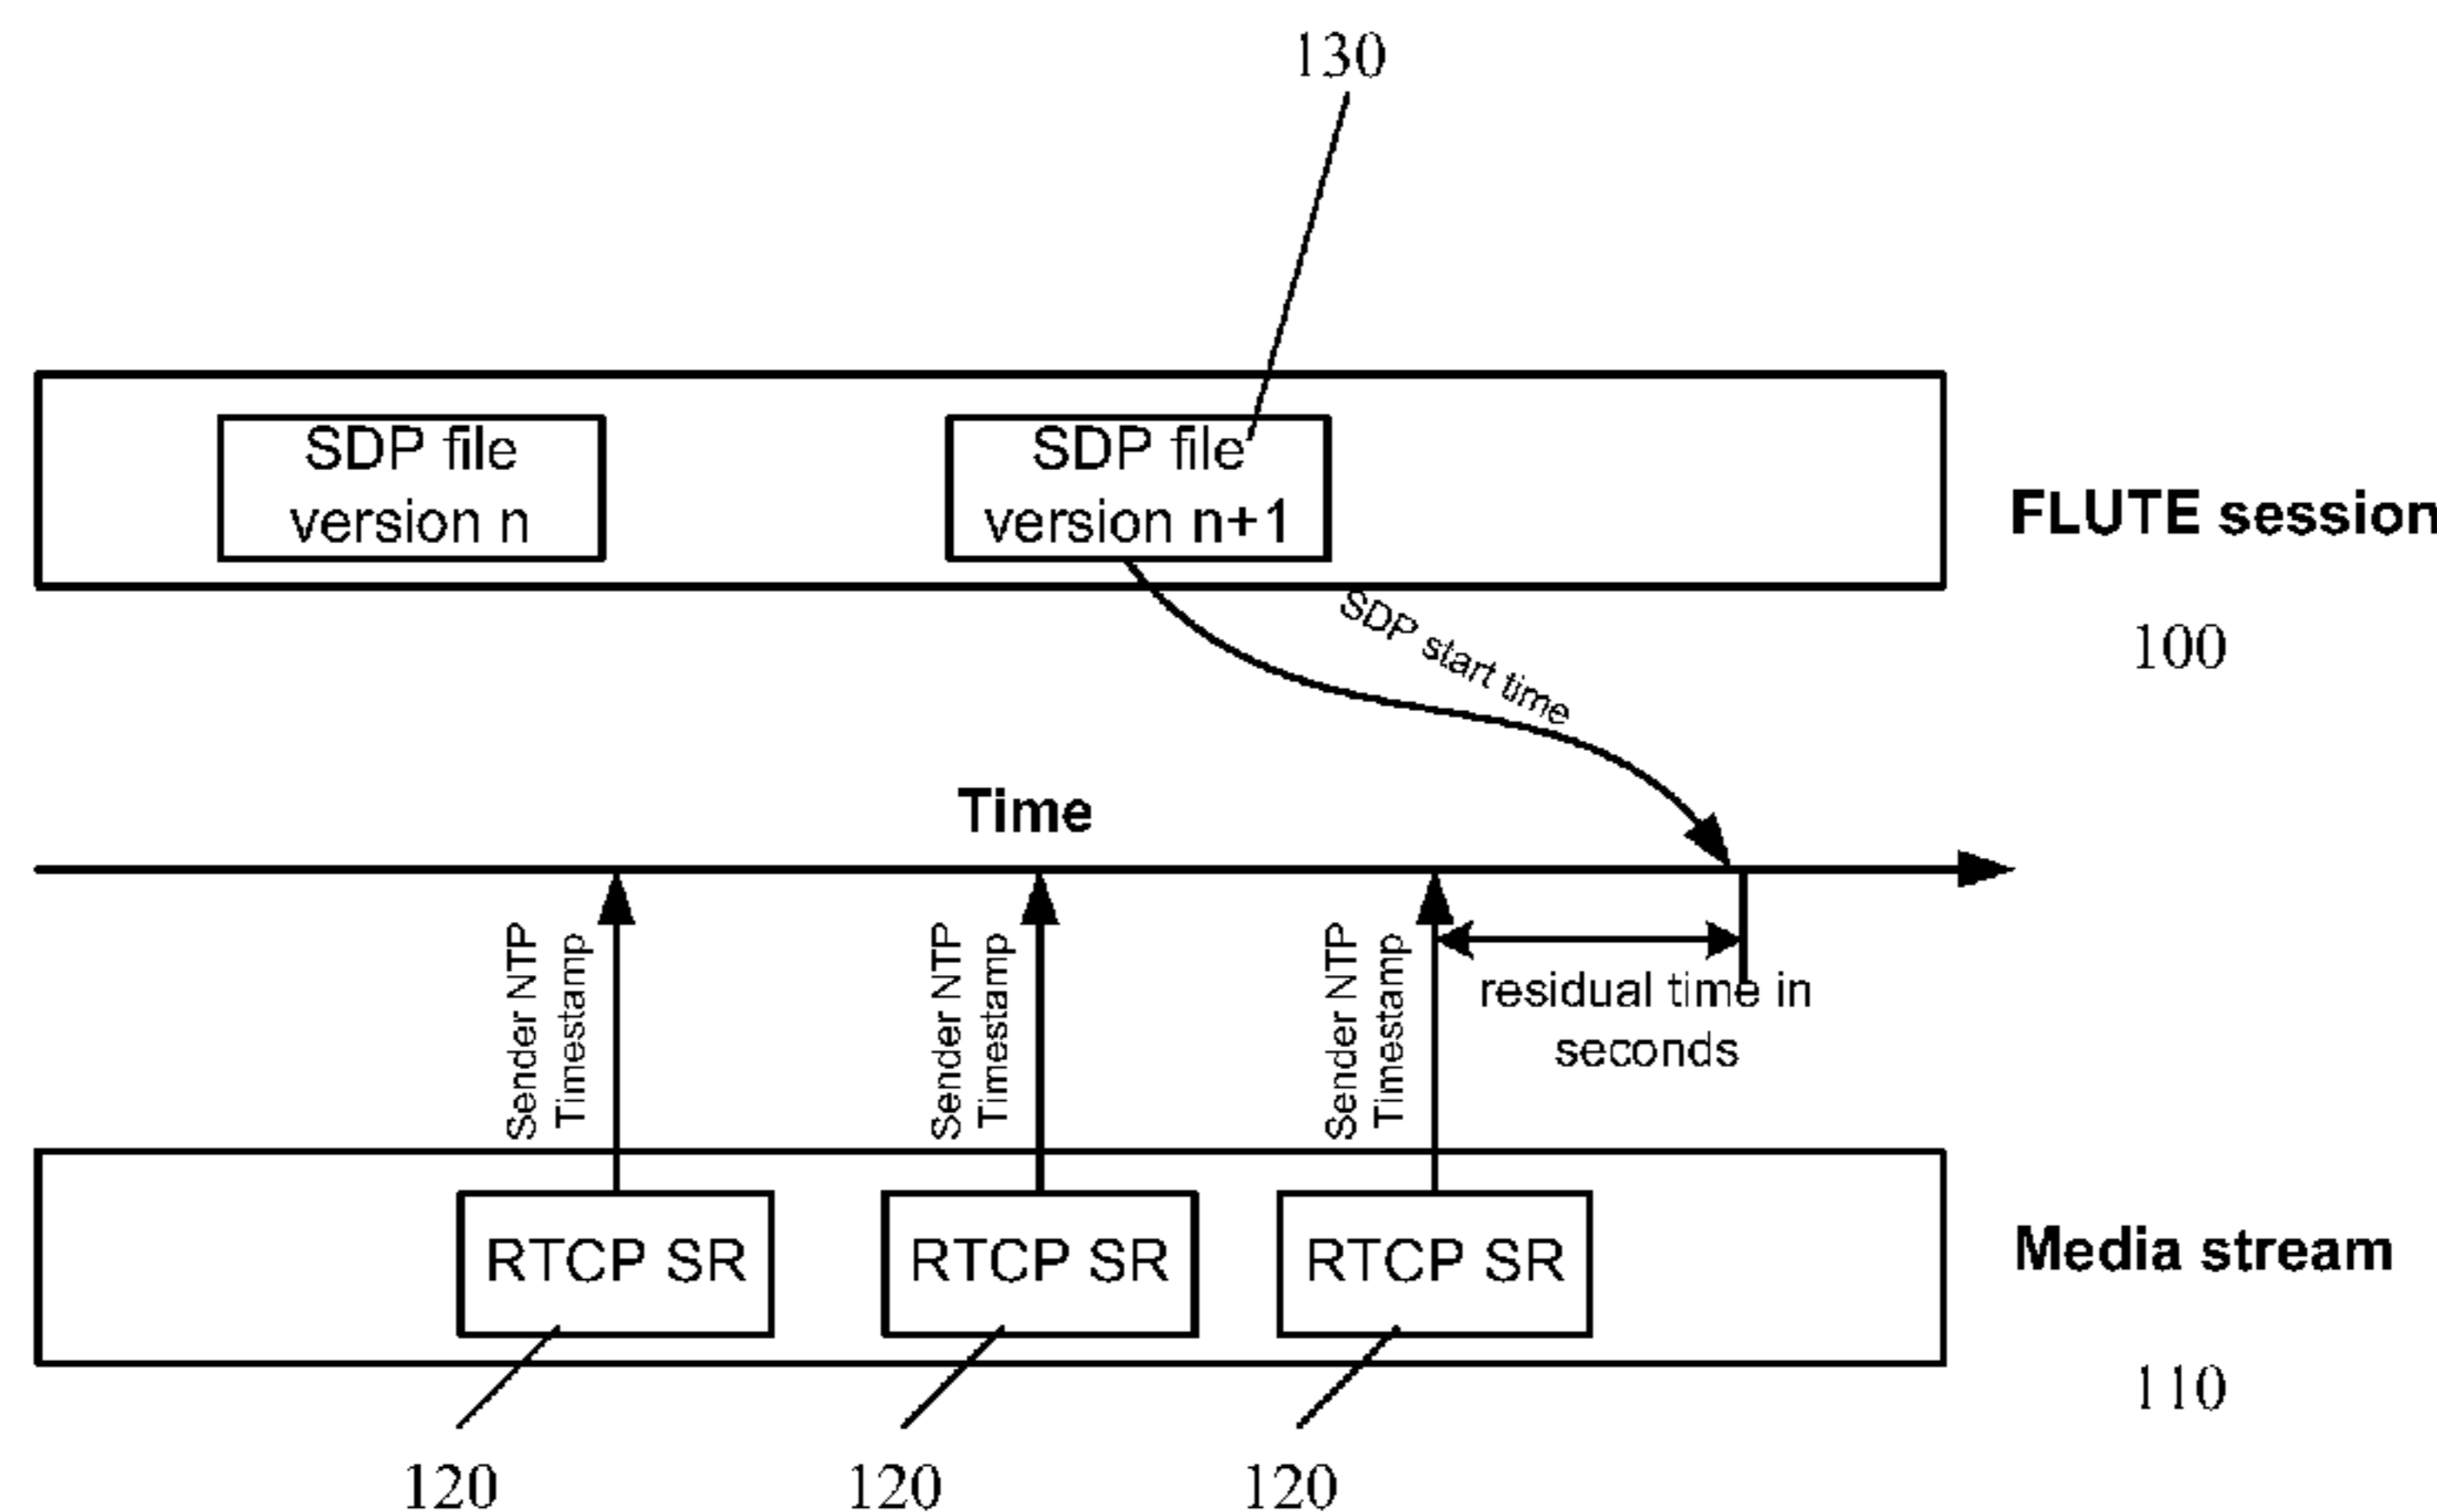 130
SDP file
version n
SDP file
version n+1
FLUTE session
100
SDP start time
Time
Sender NTP
Timestamp
Sender NTP
Timestamp
Sender NTP
Timestamp
residual time in
seconds
RTCP SR
RTCP SR
RTCP SR
Media stream
110
120
120
120